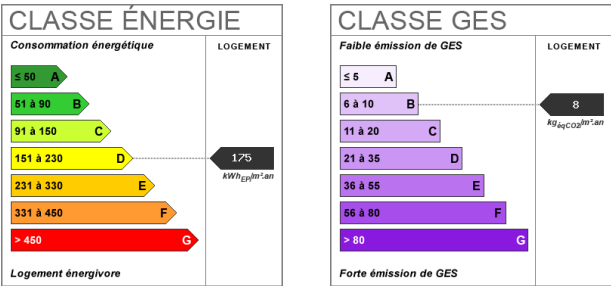 CLASSE ÉNERGIE
Consommation énergétique
LOGEMENT
≤ 50 A
51 à 90 B
91 à 150 C
151 à 230 D
175
kWhEP/m².an
231 à 330 E
331 à 450 F
> 450 G
Logement énergivore
CLASSE GES
Faible émission de GES
LOGEMENT
≤ 5 A
6 à 10 B
8
kgéqCO2/m².an
11 à 20 C
21 à 35 D
36 à 55 E
56 à 80 F
> 80 G
Forte émission de GES